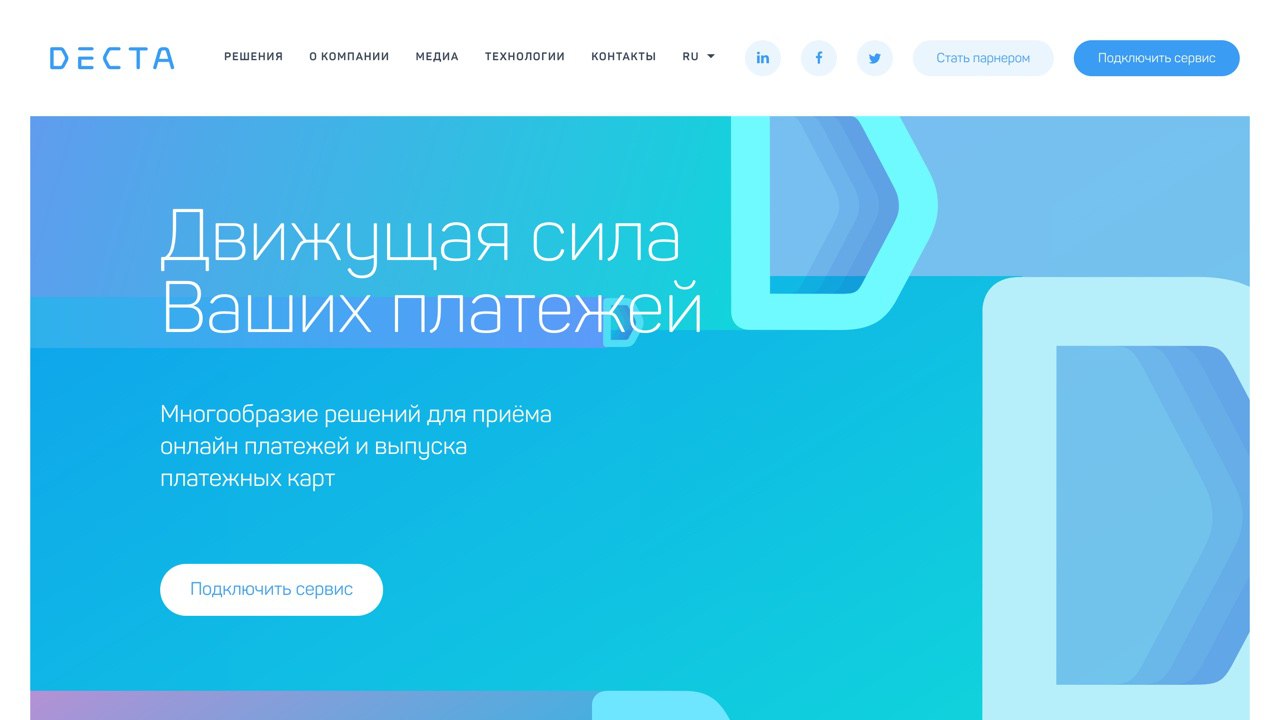 DECTA
РЕШЕНИЯ О КОМПАНИИ МЕДИА ТЕХНОЛОГИИ КОНТАКТЫ RU Стать парнером Подключить сервис
Движущая сила
Ваших платежей
Многообразие решений для приёма
онлайн платежей и выпуска
платежных карт
Подключить сервис